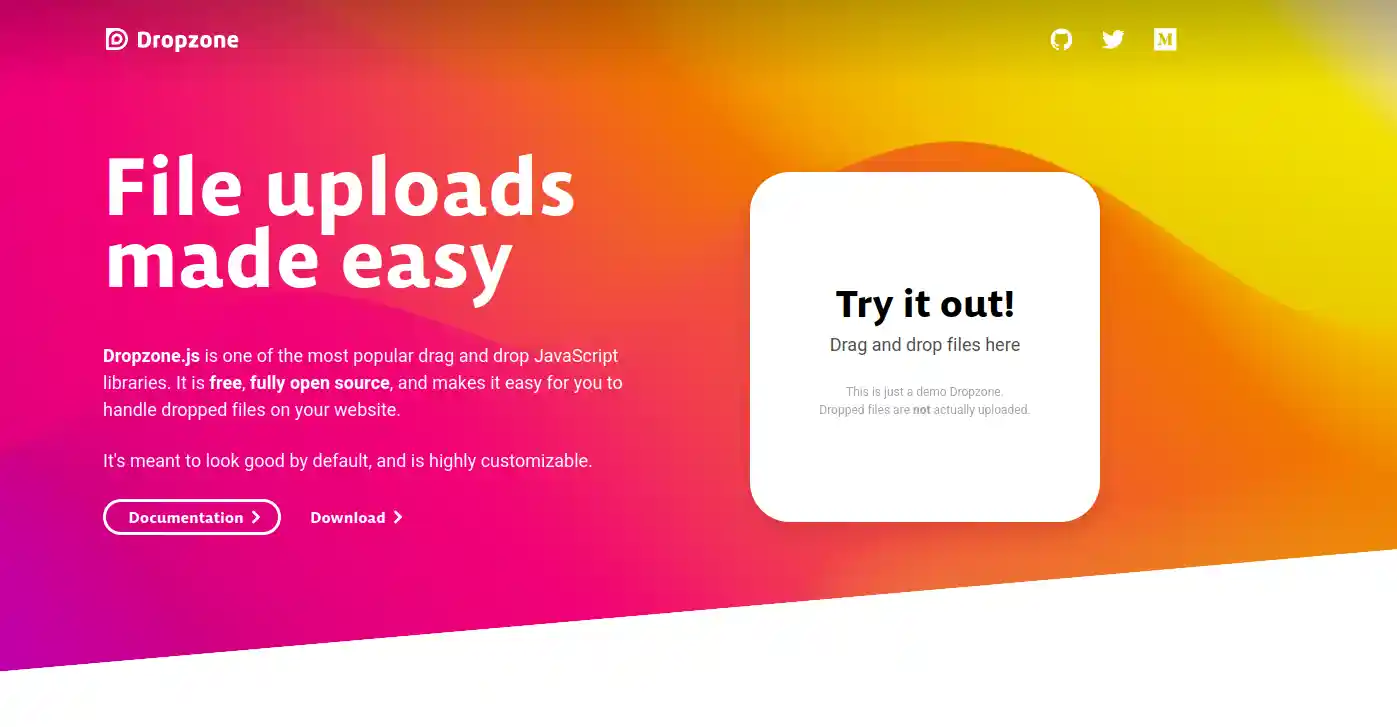 Dropzone
File uploads
made easy
Dropzone.js is one of the most popular drag and drop JavaScript
libraries. It is free, fully open source, and makes it easy for you to
handle dropped files on your website.
It's meant to look good by default, and is highly customizable.
Documentation
Download
Try it out!
Drag and drop files here
This is just a demo Dropzone.
Dropped files are not actually uploaded.